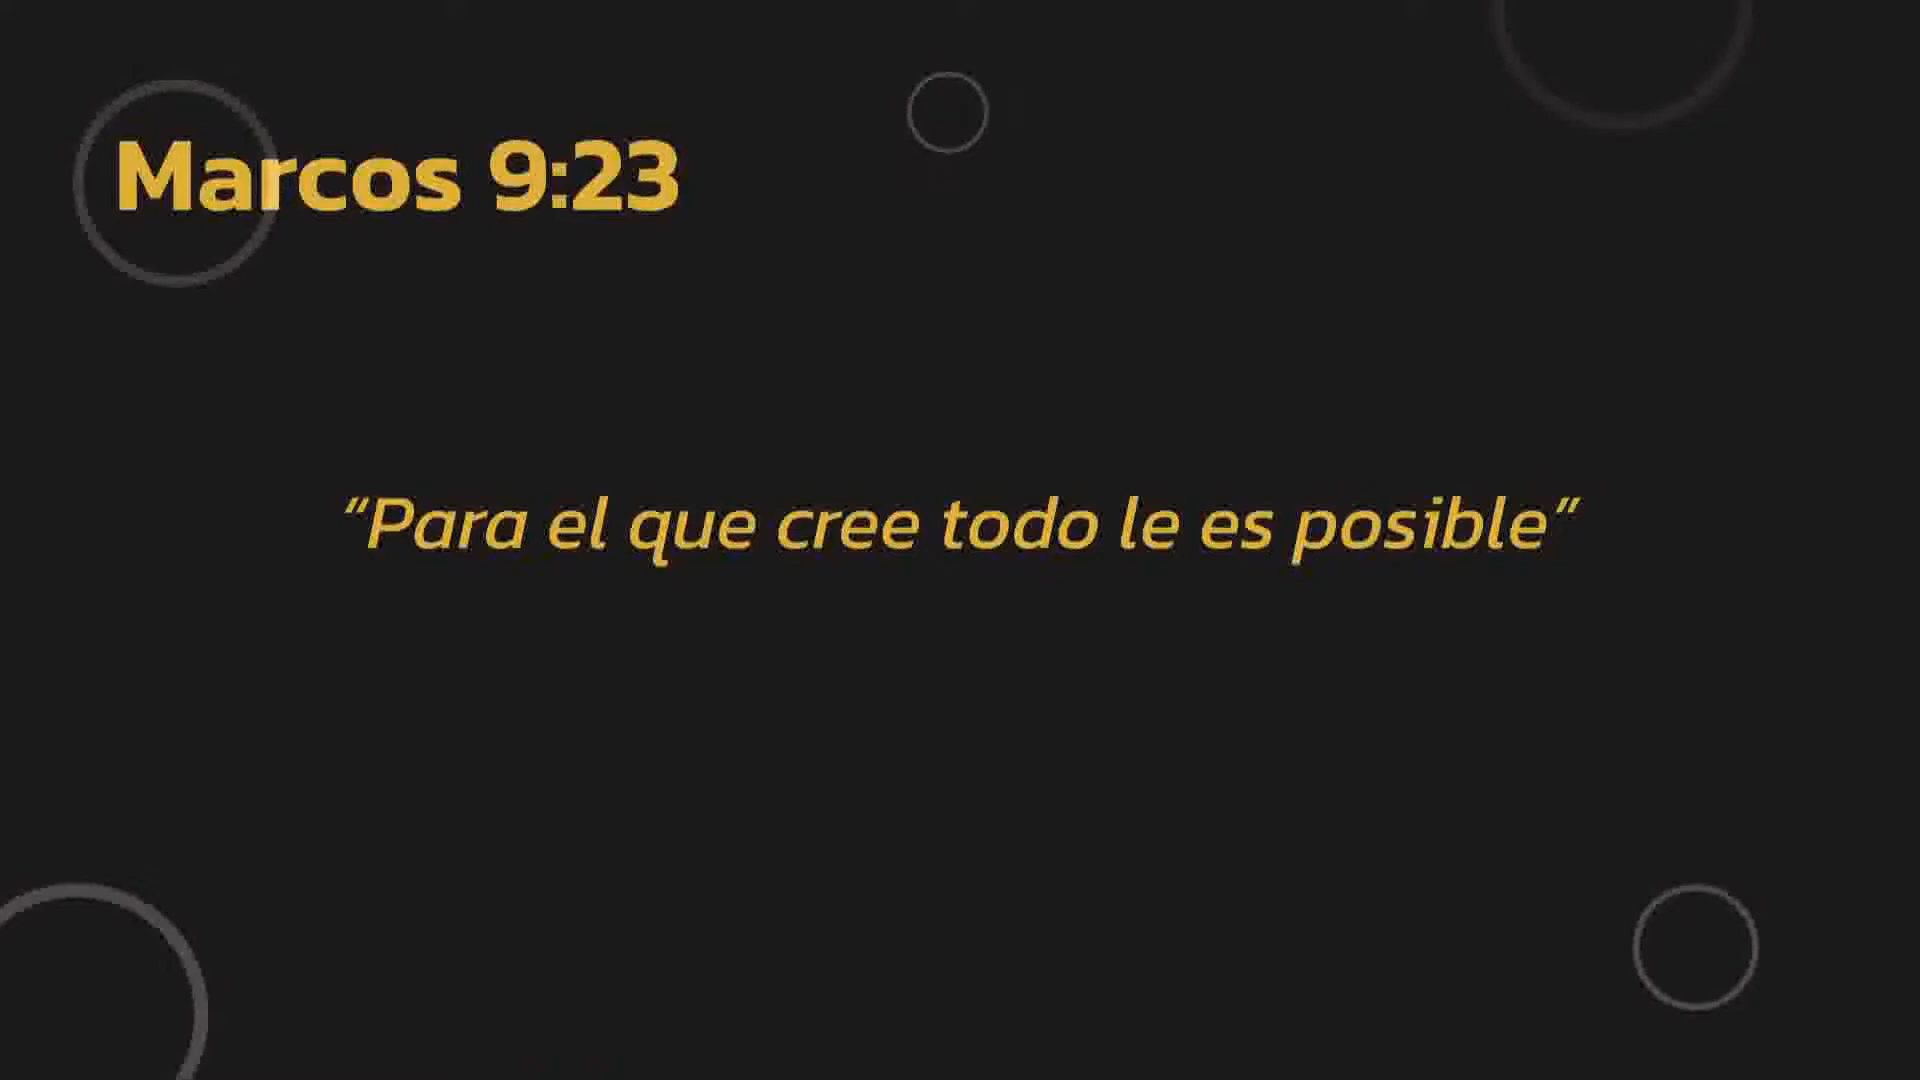 Marcos 9:23
“Para el que cree todo le es posible”